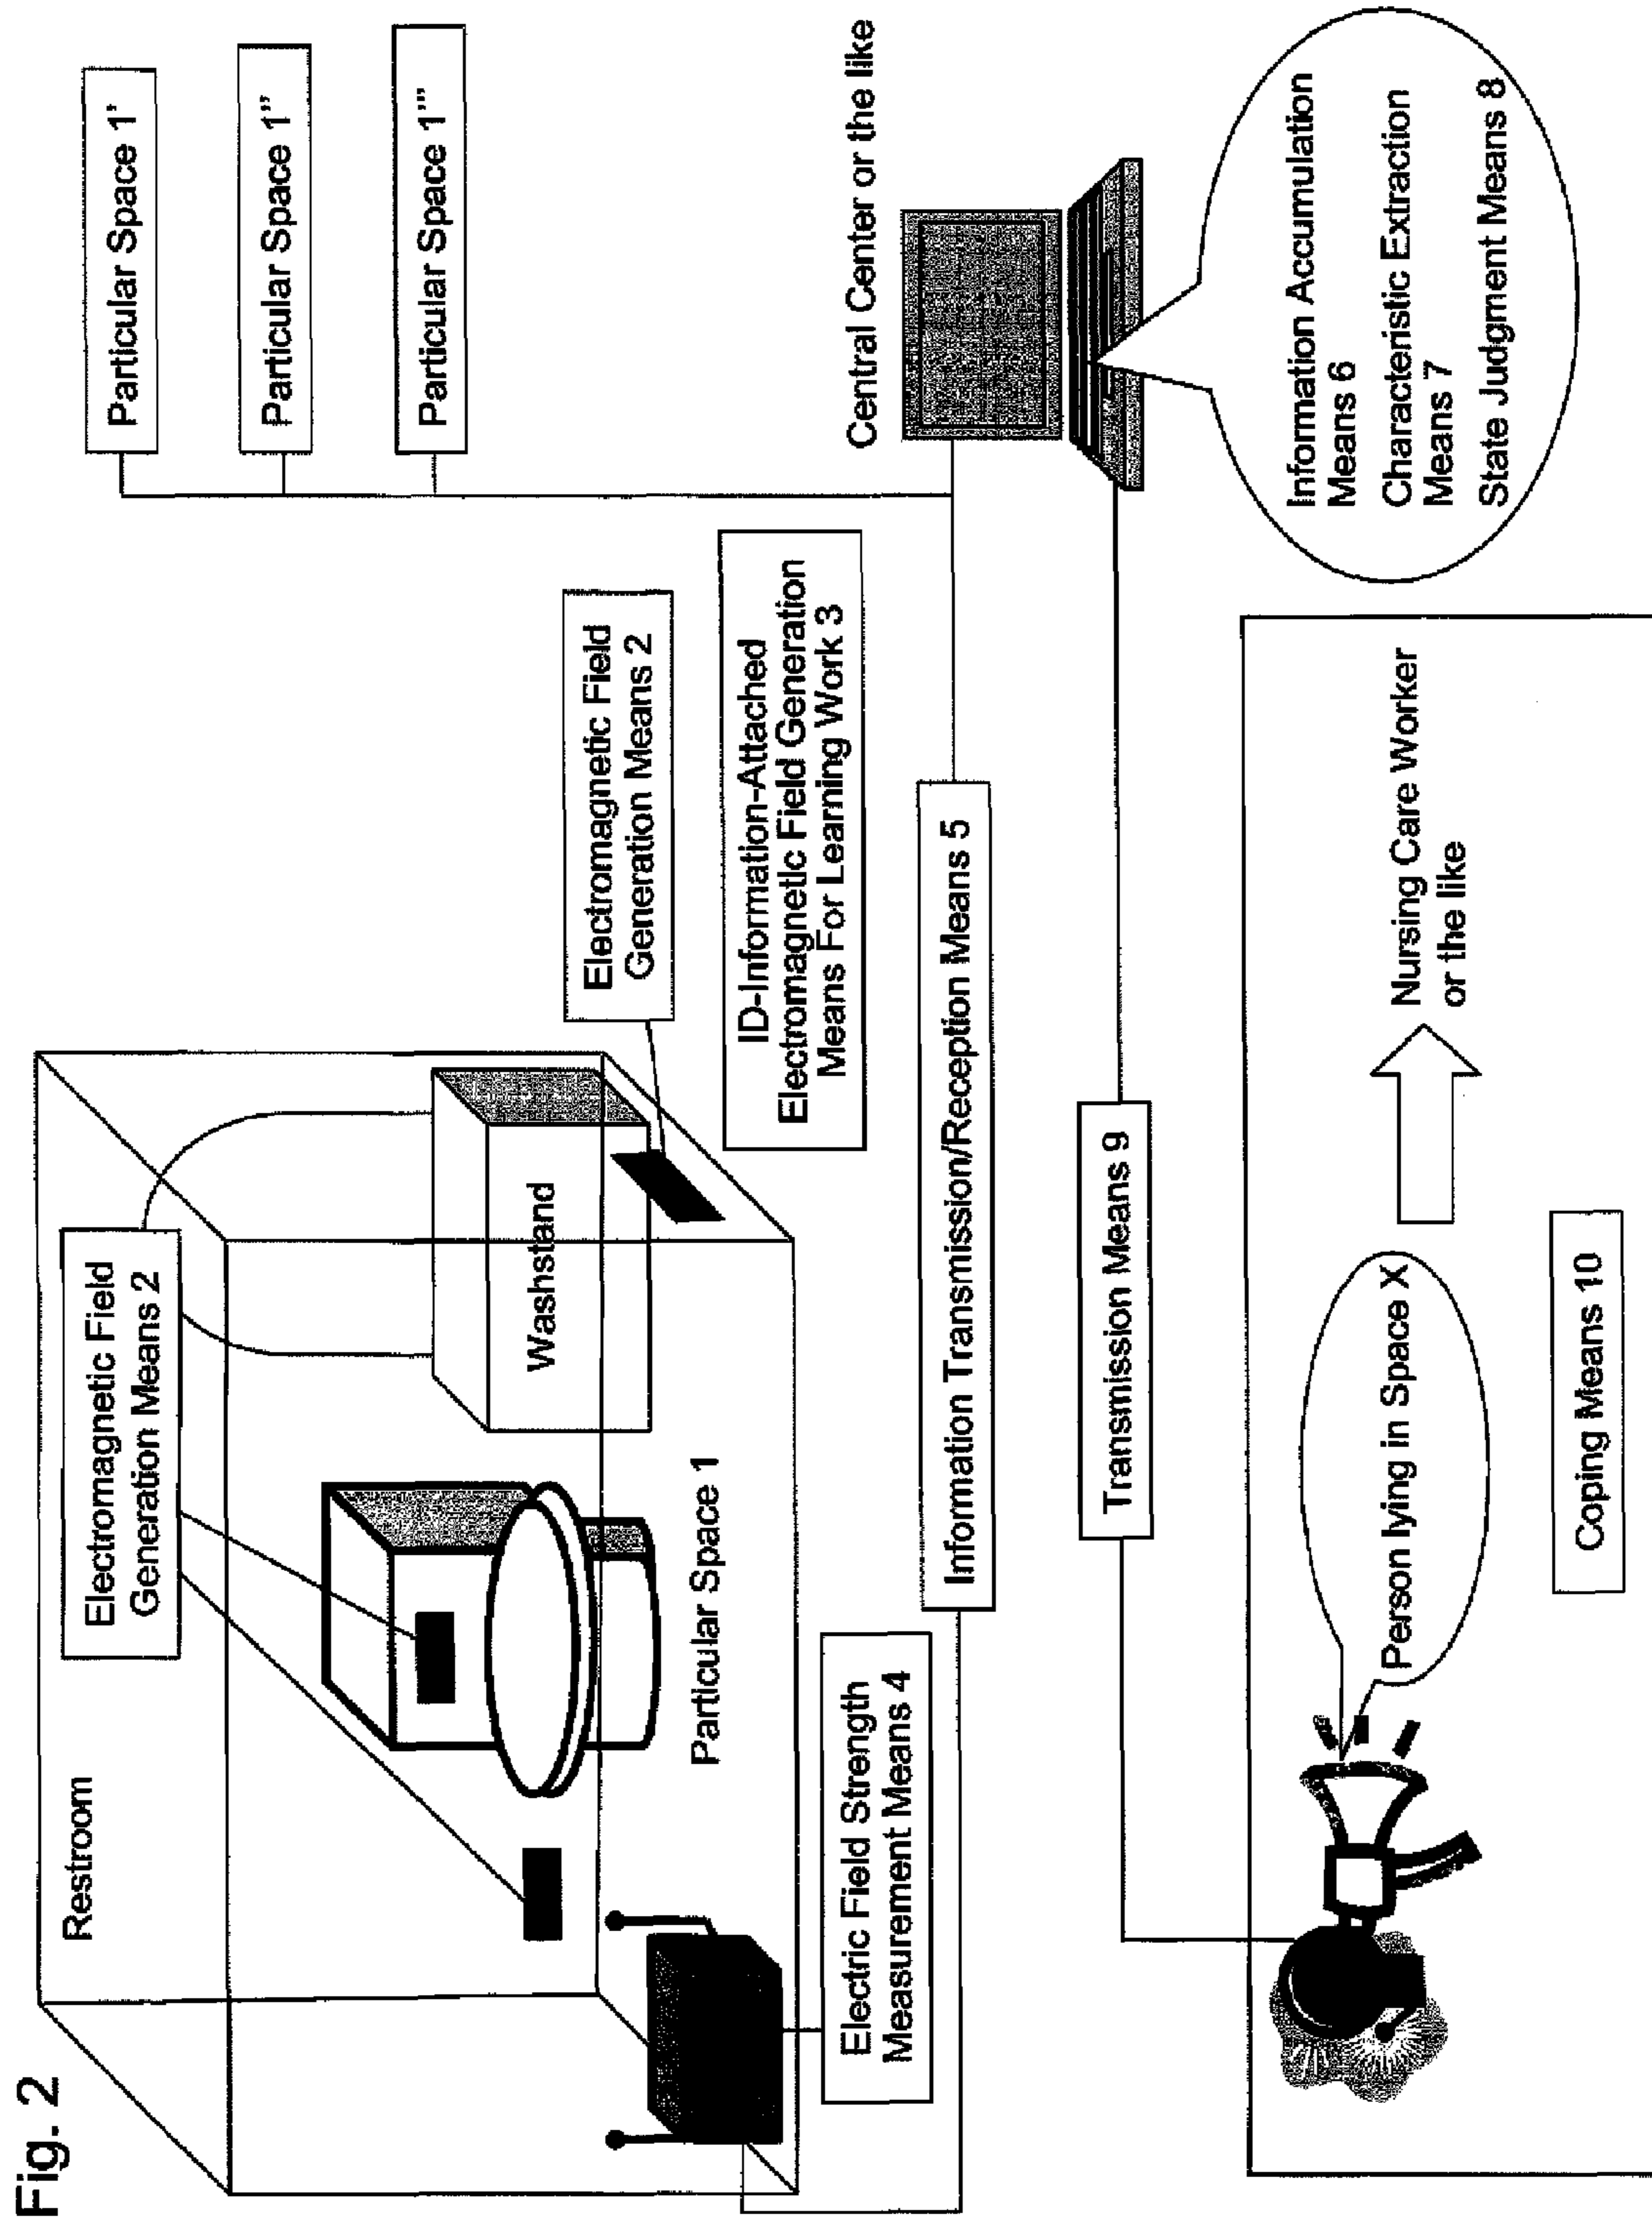 Fig. 2
Restroom
Electromagnetic Field
Generation Means 2
Washstand
Particular Space 1
Electric Field Strength
Measurement Means 4
Electromagnetic Field
Generation Means 2
ID-Information-Attached
Electromagnetic Field Generation
Means For Learning Work 3
Particular Space 1'
Particular Space 1"
Particular Space 1'''
Information Transmission/Reception Means 5
Central Center or the like
Transmission Means 9
Information Accumulation
Means 6
Characteristic Extraction
Means 7
State Judgment Means 8
Person lying in Space X
Nursing Care Worker
or the like
Coping Means 10